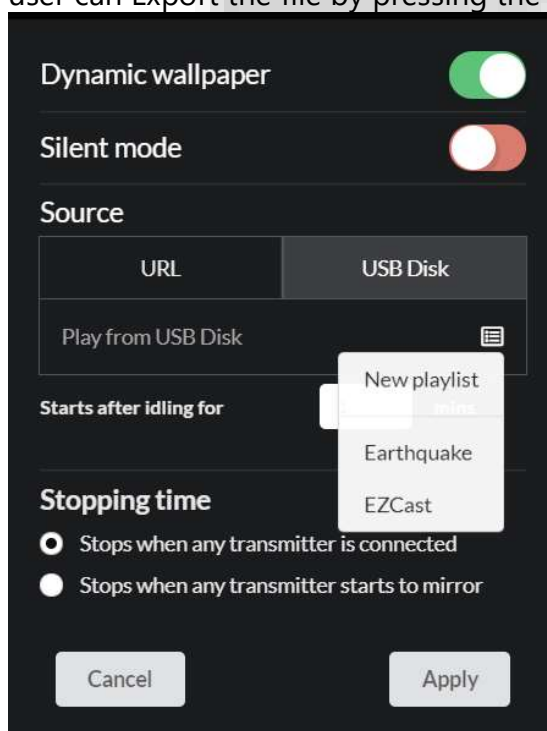 user can Export the file by pressing the
Dynamic wallpaper
Silent mode
Source
URL USB Disk
Play from USB Disk
New playlist
Starts after idling for mins
Earthquake
EZCast
Stopping time
Stops when any transmitter is connected
Stops when any transmitter starts to mirror
Cancel Apply